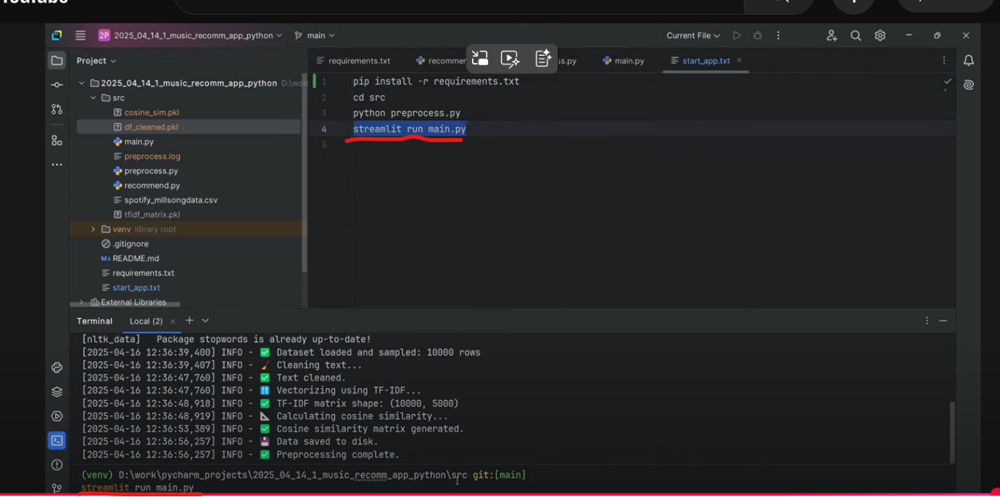 YouTube
2P 2025_04_14_1_music_recomm_app_python main Current File
Project
requirements.txt main.py start_app.txt
2025_04_14_1_music_recomm_app_python
src
cosine_sim.pkl
df_cleaned.pkl
main.py
preprocess.log
preprocess.py
recommend.py
spotify_millsongdata.csv
tfidf_matrix.pkl
venv library root
.gitignore
M↓ README.md
requirements.txt
start_app.txt
External Libraries
1 pip install -r requirements.txt
2 cd src
3 python preprocess.py
4 streamlit run main.py
5
Terminal Local (2)
[nltk_data] Package stopwords is already up-to-date!
[2025-04-16 12:36:39,400] INFO - ✅ Dataset loaded and sampled: 10000 rows
[2025-04-16 12:36:39,407] INFO - 🧹 Cleaning text...
[2025-04-16 12:36:47,760] INFO - ✅ Text cleaned.
[2025-04-16 12:36:47,760] INFO - 🔠 Vectorizing using TF-IDF...
[2025-04-16 12:36:48,918] INFO - ✅ TF-IDF matrix shape: (10000, 5000)
[2025-04-16 12:36:48,919] INFO - 📐 Calculating cosine similarity...
[2025-04-16 12:36:53,389] INFO - ✅ Cosine similarity matrix generated.
[2025-04-16 12:36:56,257] INFO - 💾 Data saved to disk.
[2025-04-16 12:36:56,257] INFO - ✅ Preprocessing complete.
(venv) D:\work\pycharm_projects\2025_04_14_1_music_recomm_app_python\src git:[main]
streamlit run main.py